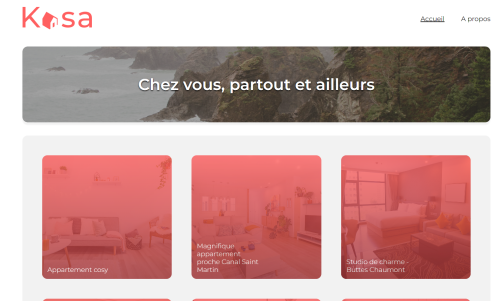 Kasa
Accueil
A propos
Chez vous, partout et ailleurs
Appartement cosy
Magnifique
appartement
proche Canal Saint
Martin
Studio de charme -
Buttes Chaumont